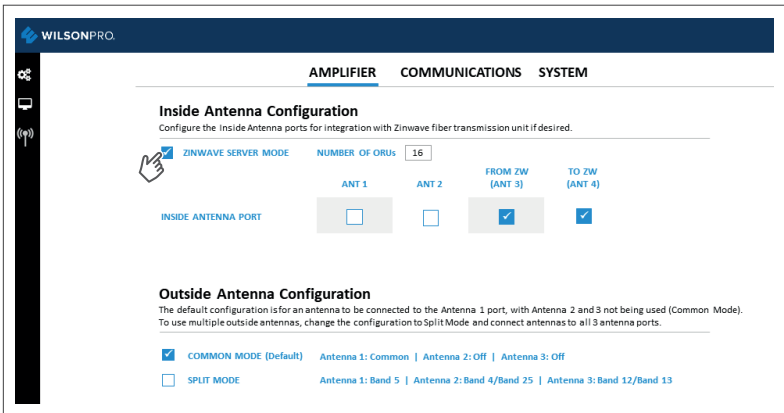 WILSONPRO.
AMPLIFIER COMMUNICATIONS SYSTEM
Inside Antenna Configuration
Configure the Inside Antenna ports for integration with Zinwave fiber transmission unit if desired.
ZINWAVE SERVER MODE NUMBER OF ORUs 16
ANT 1 ANT 2 FROM ZW (ANT 3) TO ZW (ANT 4)
INSIDE ANTENNA PORT
Outside Antenna Configuration
The default configuration is for an antenna to be connected to the Antenna 1 port, with Antenna 2 and 3 not being used (Common Mode).
To use multiple outside antennas, change the configuration to Split Mode and connect antennas to all 3 antenna ports.
COMMON MODE (Default) Antenna 1: Common | Antenna 2: Off | Antenna 3: Off
SPLIT MODE Antenna 1: Band 5 | Antenna 2: Band 4/Band 25 | Antenna 3: Band 12/Band 13